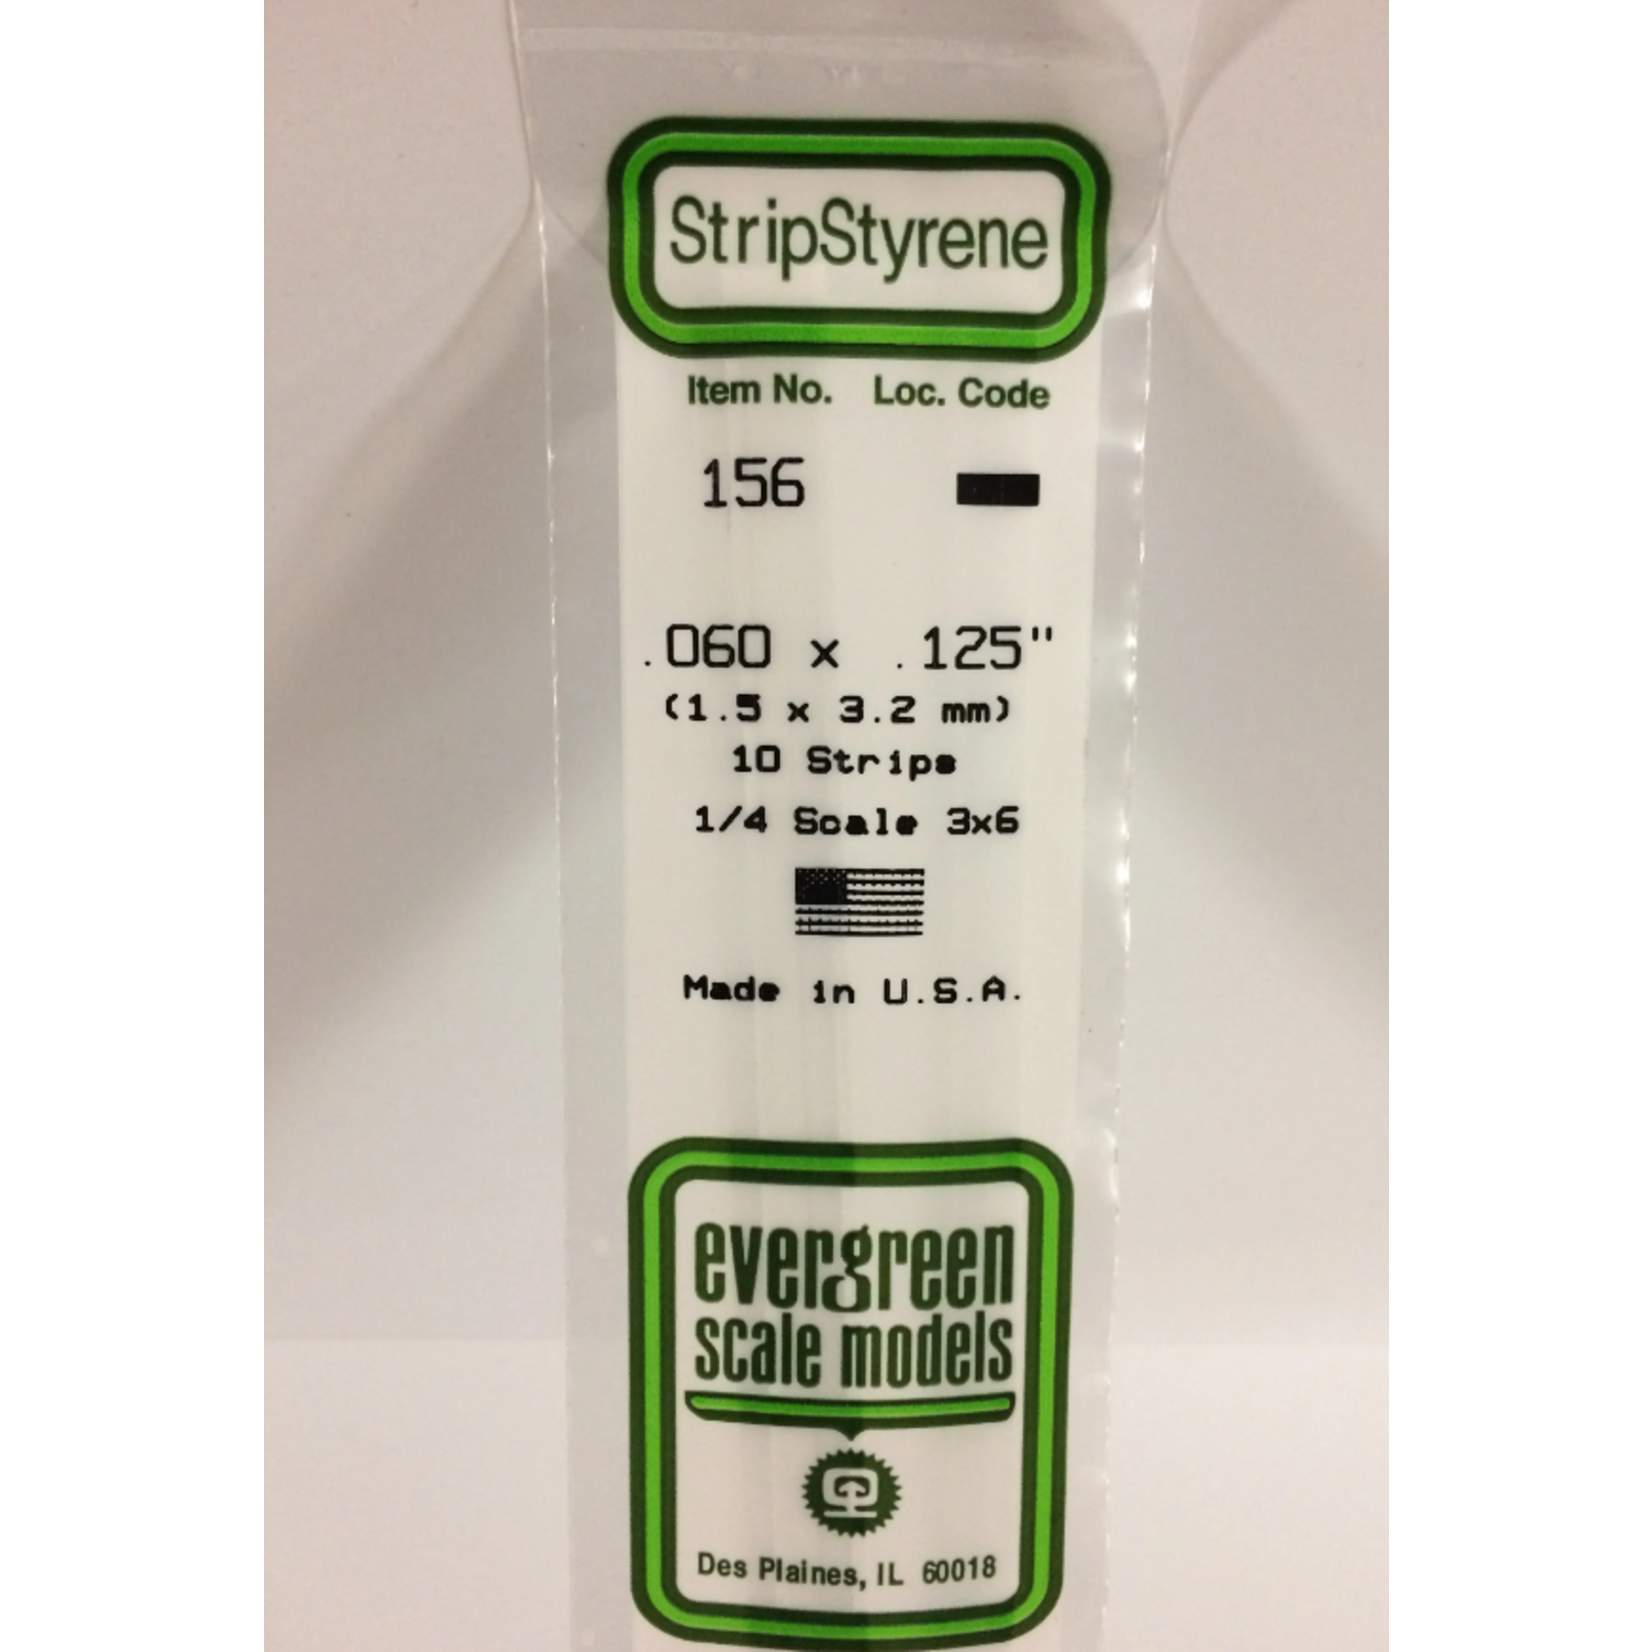 StripStyrene
Item No. Loc. Code
156
.060 x .125"
(1.5 x 3.2 mm)
10 Strips
1/4 Scale 3x6
Made in U.S.A.
evergreen
scale models
Des Plaines, IL 60018